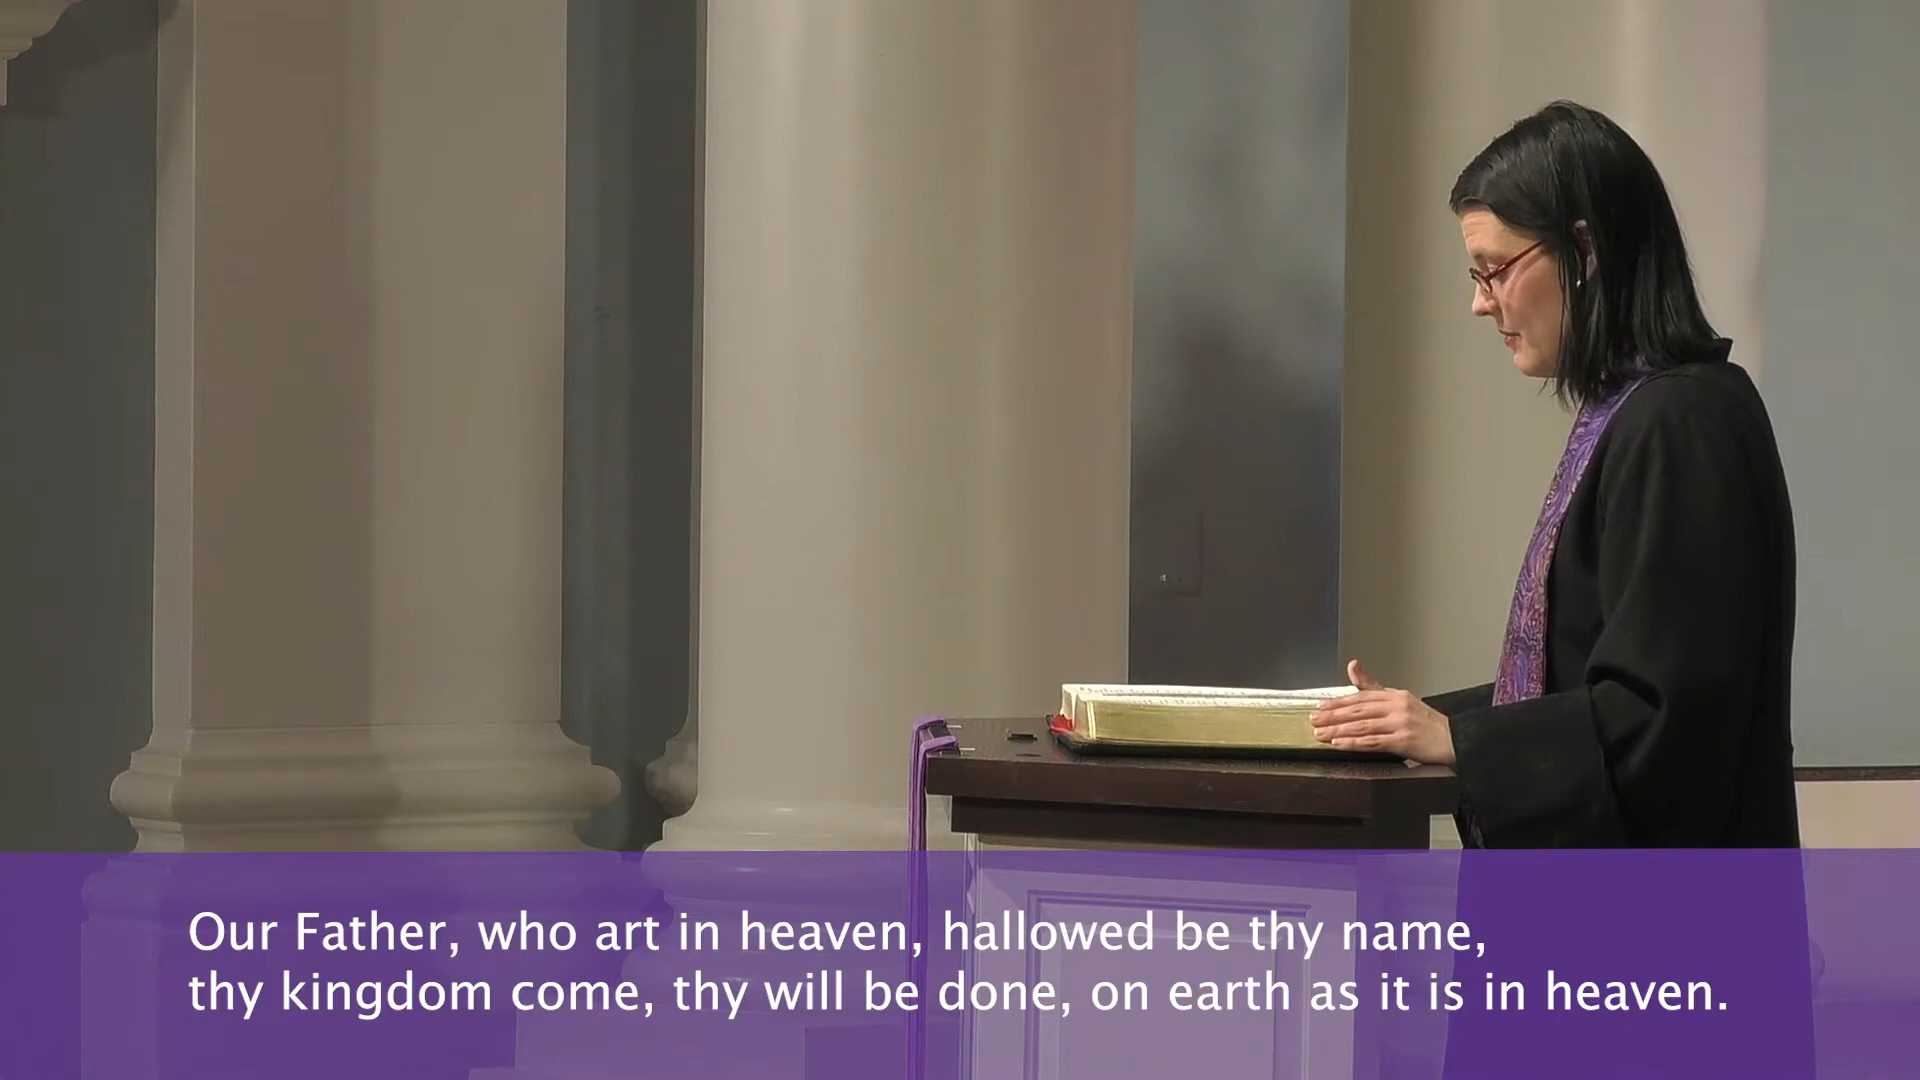 Our Father, who art in heaven, hallowed be thy name,
thy kingdom come, thy will be done, on earth as it is in heaven.